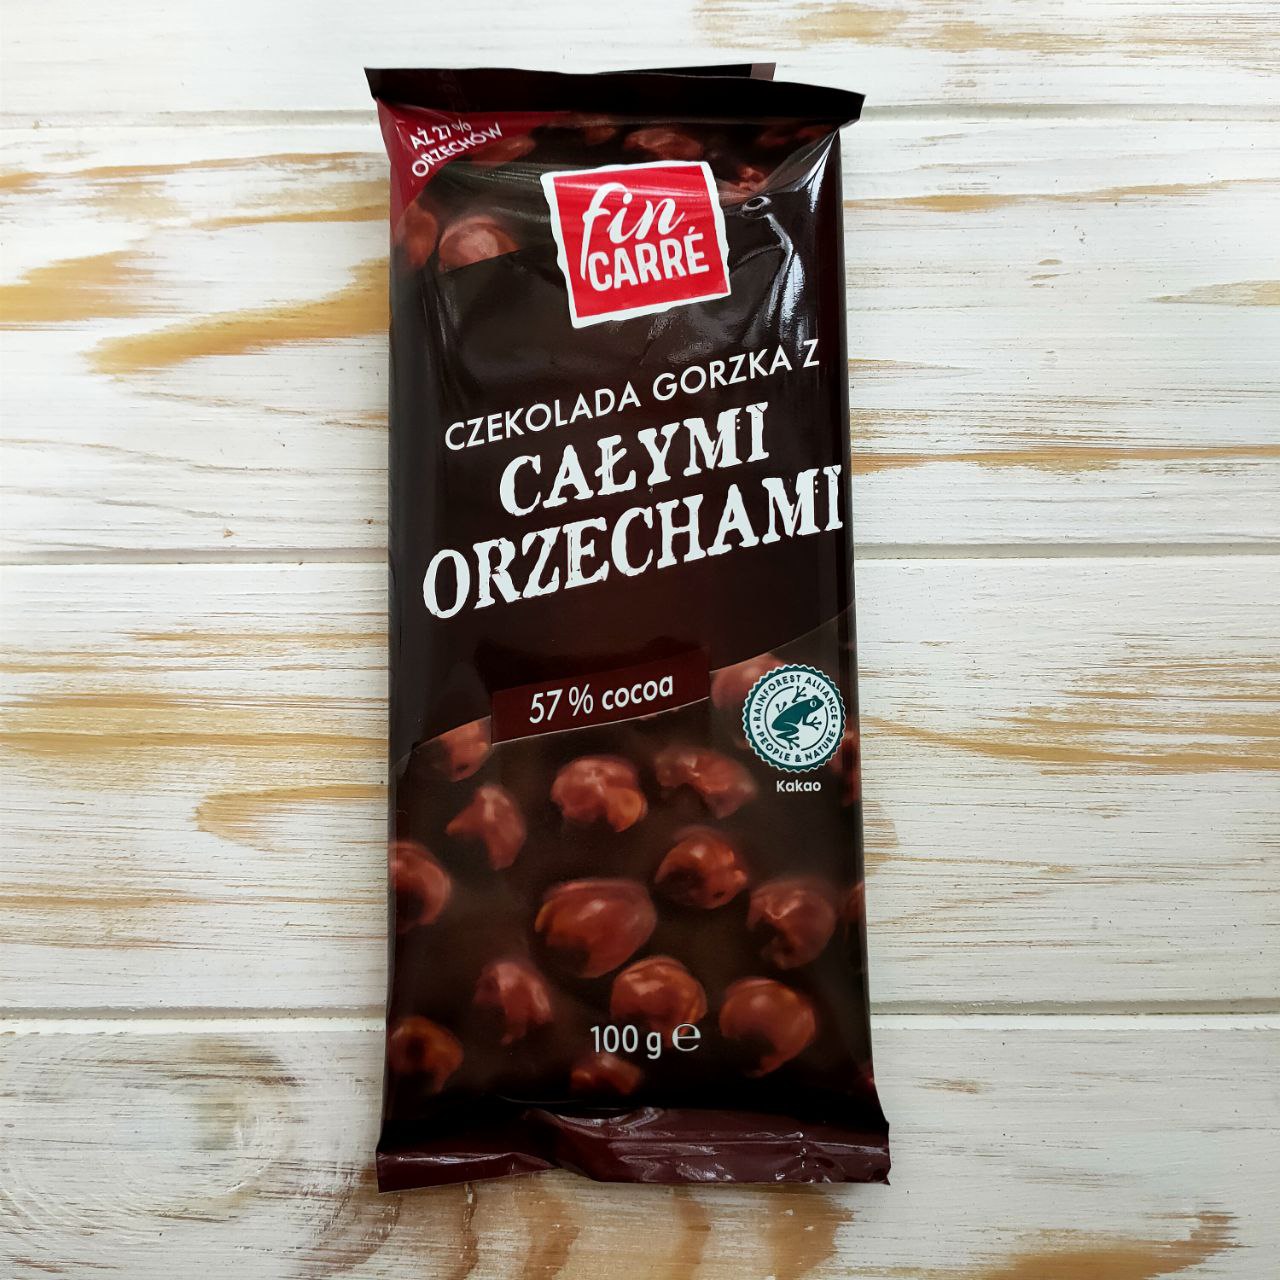 AŻ 27%
ORZECHÓW
fin
CARRÉ
CZEKOLADA GORZKA Z
CAŁYMI
ORZECHAMI
57 % cocoa
RAINFOREST ALLIANCE
PEOPLE & NATURE
Kakao
100 g ℮